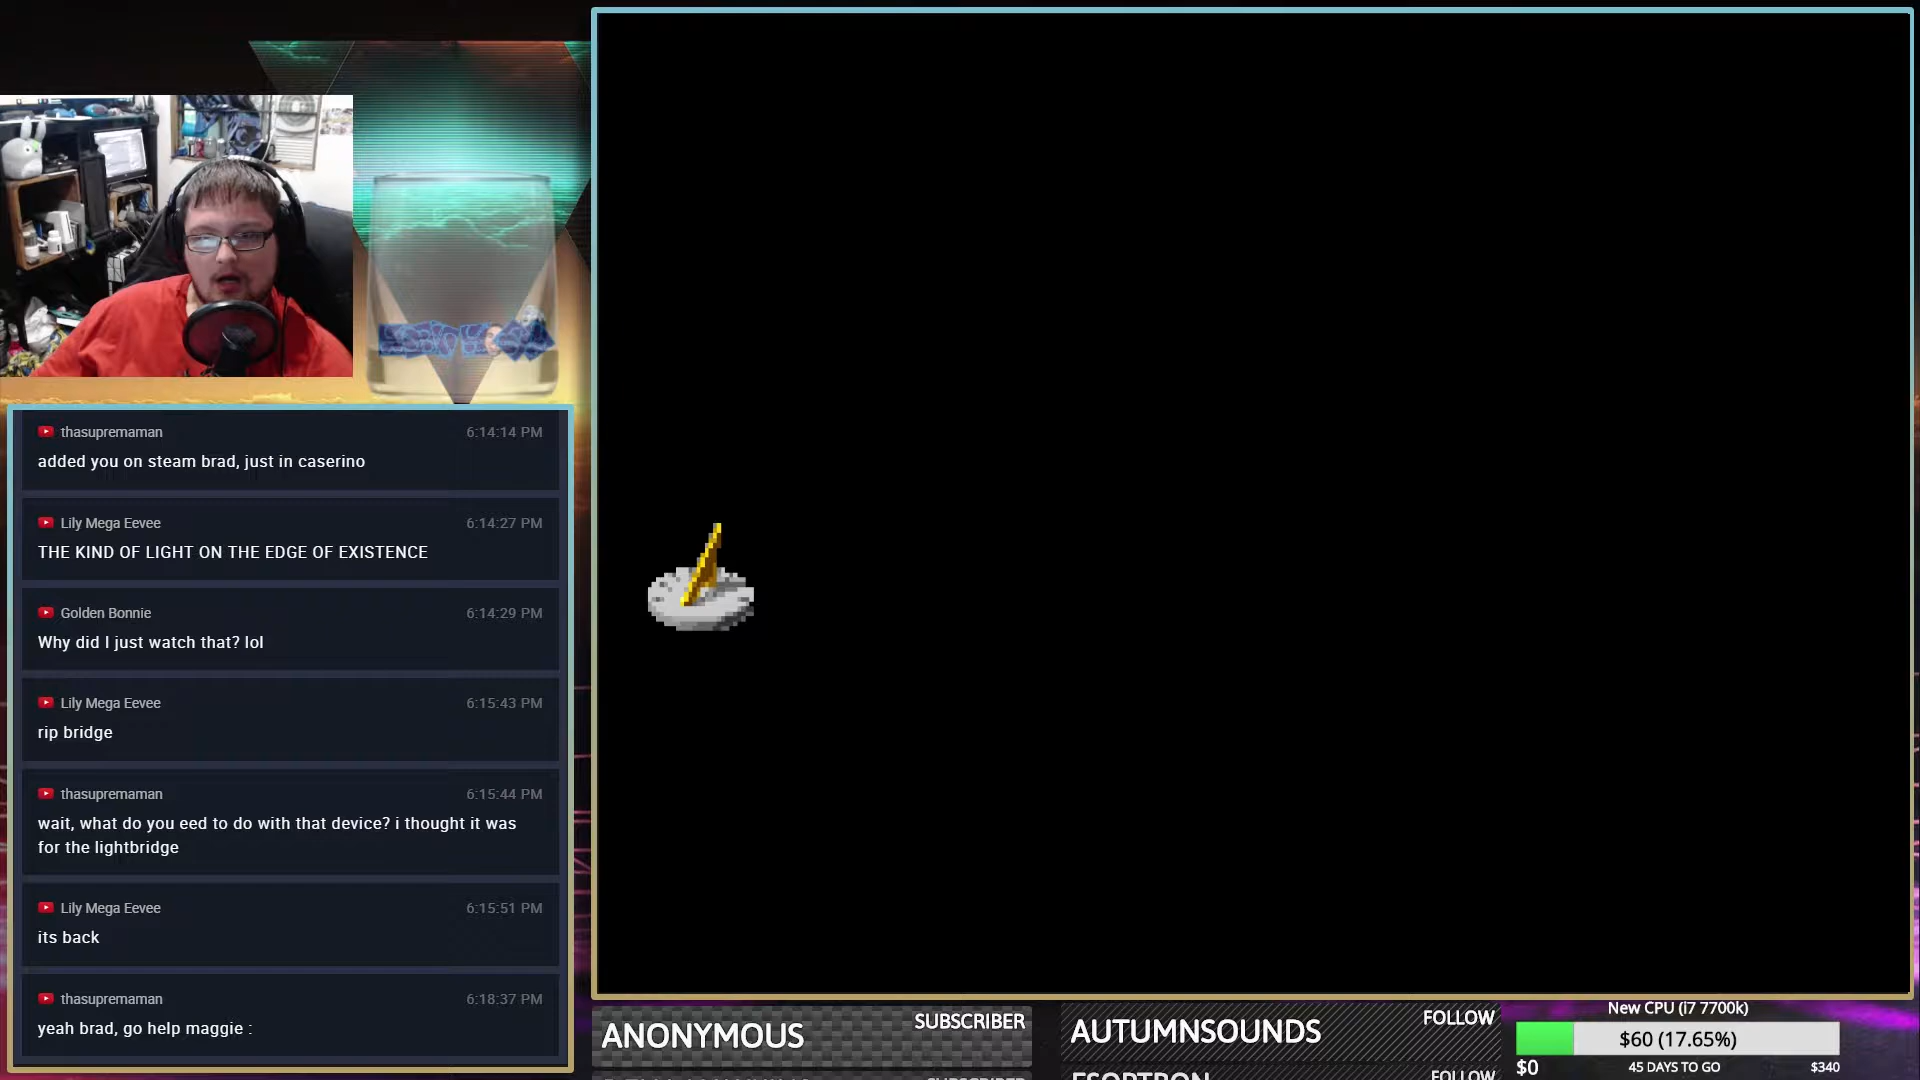 thasupremaman 6:14:14 PM
added you on steam brad, just in caserino
Lily Mega Eevee 6:14:27 PM
THE KIND OF LIGHT ON THE EDGE OF EXISTENCE
Golden Bonnie 6:14:29 PM
Why did I just watch that? lol
Lily Mega Eevee 6:15:43 PM
rip bridge
thasupremaman 6:15:44 PM
wait, what do you eed to do with that device? i thought it was
for the lightbridge
Lily Mega Eevee 6:15:51 PM
its back
thasupremaman 6:18:37 PM
yeah brad, go help maggie :
ANONYMOUS SUBSCRIBER
AUTUMNSOUNDS FOLLOW
FOLLOW
New CPU (i7 7700k)
$60 (17.65%)
$0 45 DAYS TO GO $340